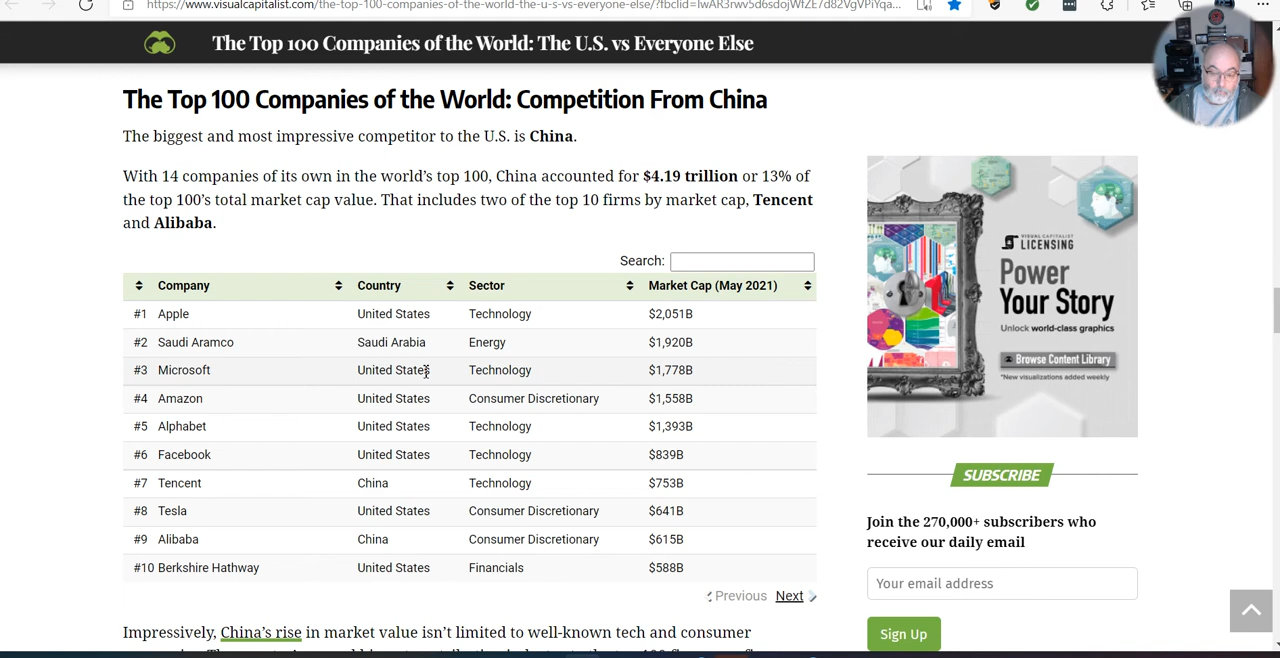 https://www.visualcapitalist.com/the-top-100-companies-of-the-world-the-u-s-vs-everyone-else/?fbclid=
The Top 100 Companies of the World: The U.S. vs Everyone Else
The Top 100 Companies of the World: Competition From China
The biggest and most impressive competitor to the U.S. is China.
With 14 companies of its own in the world's top 100, China accounted for $4.19 trillion or 13% of
the top 100's total market cap value. That includes two of the top 10 firms by market cap, Tencent
and Alibaba.
Search:
# Company Country Sector Market Cap (May 2021)
#1 Apple United States Technology $2,051B
#2 Saudi Aramco Saudi Arabia Energy $1,920B
#3 Microsoft United States Technology $1,778B
#4 Amazon United States Consumer Discretionary $1,558B
#5 Alphabet United States Technology $1,393B
#6 Facebook United States Technology $839B
#7 Tencent China Technology $753B
#8 Tesla United States Consumer Discretionary $641B
#9 Alibaba China Consumer Discretionary $615B
#10 Berkshire Hathway United States Financials $588B
Previous Next
Impressively, China's rise in market value isn't limited to well-known tech and consumer
VISUAL CAPITALIST
LICENSING
Power
Your Story
Unlock world-class graphics
Browse Content Library
*New visualizations added weekly
SUBSCRIBE
Join the 270,000+ subscribers who
receive our daily email
Your email address
Sign Up